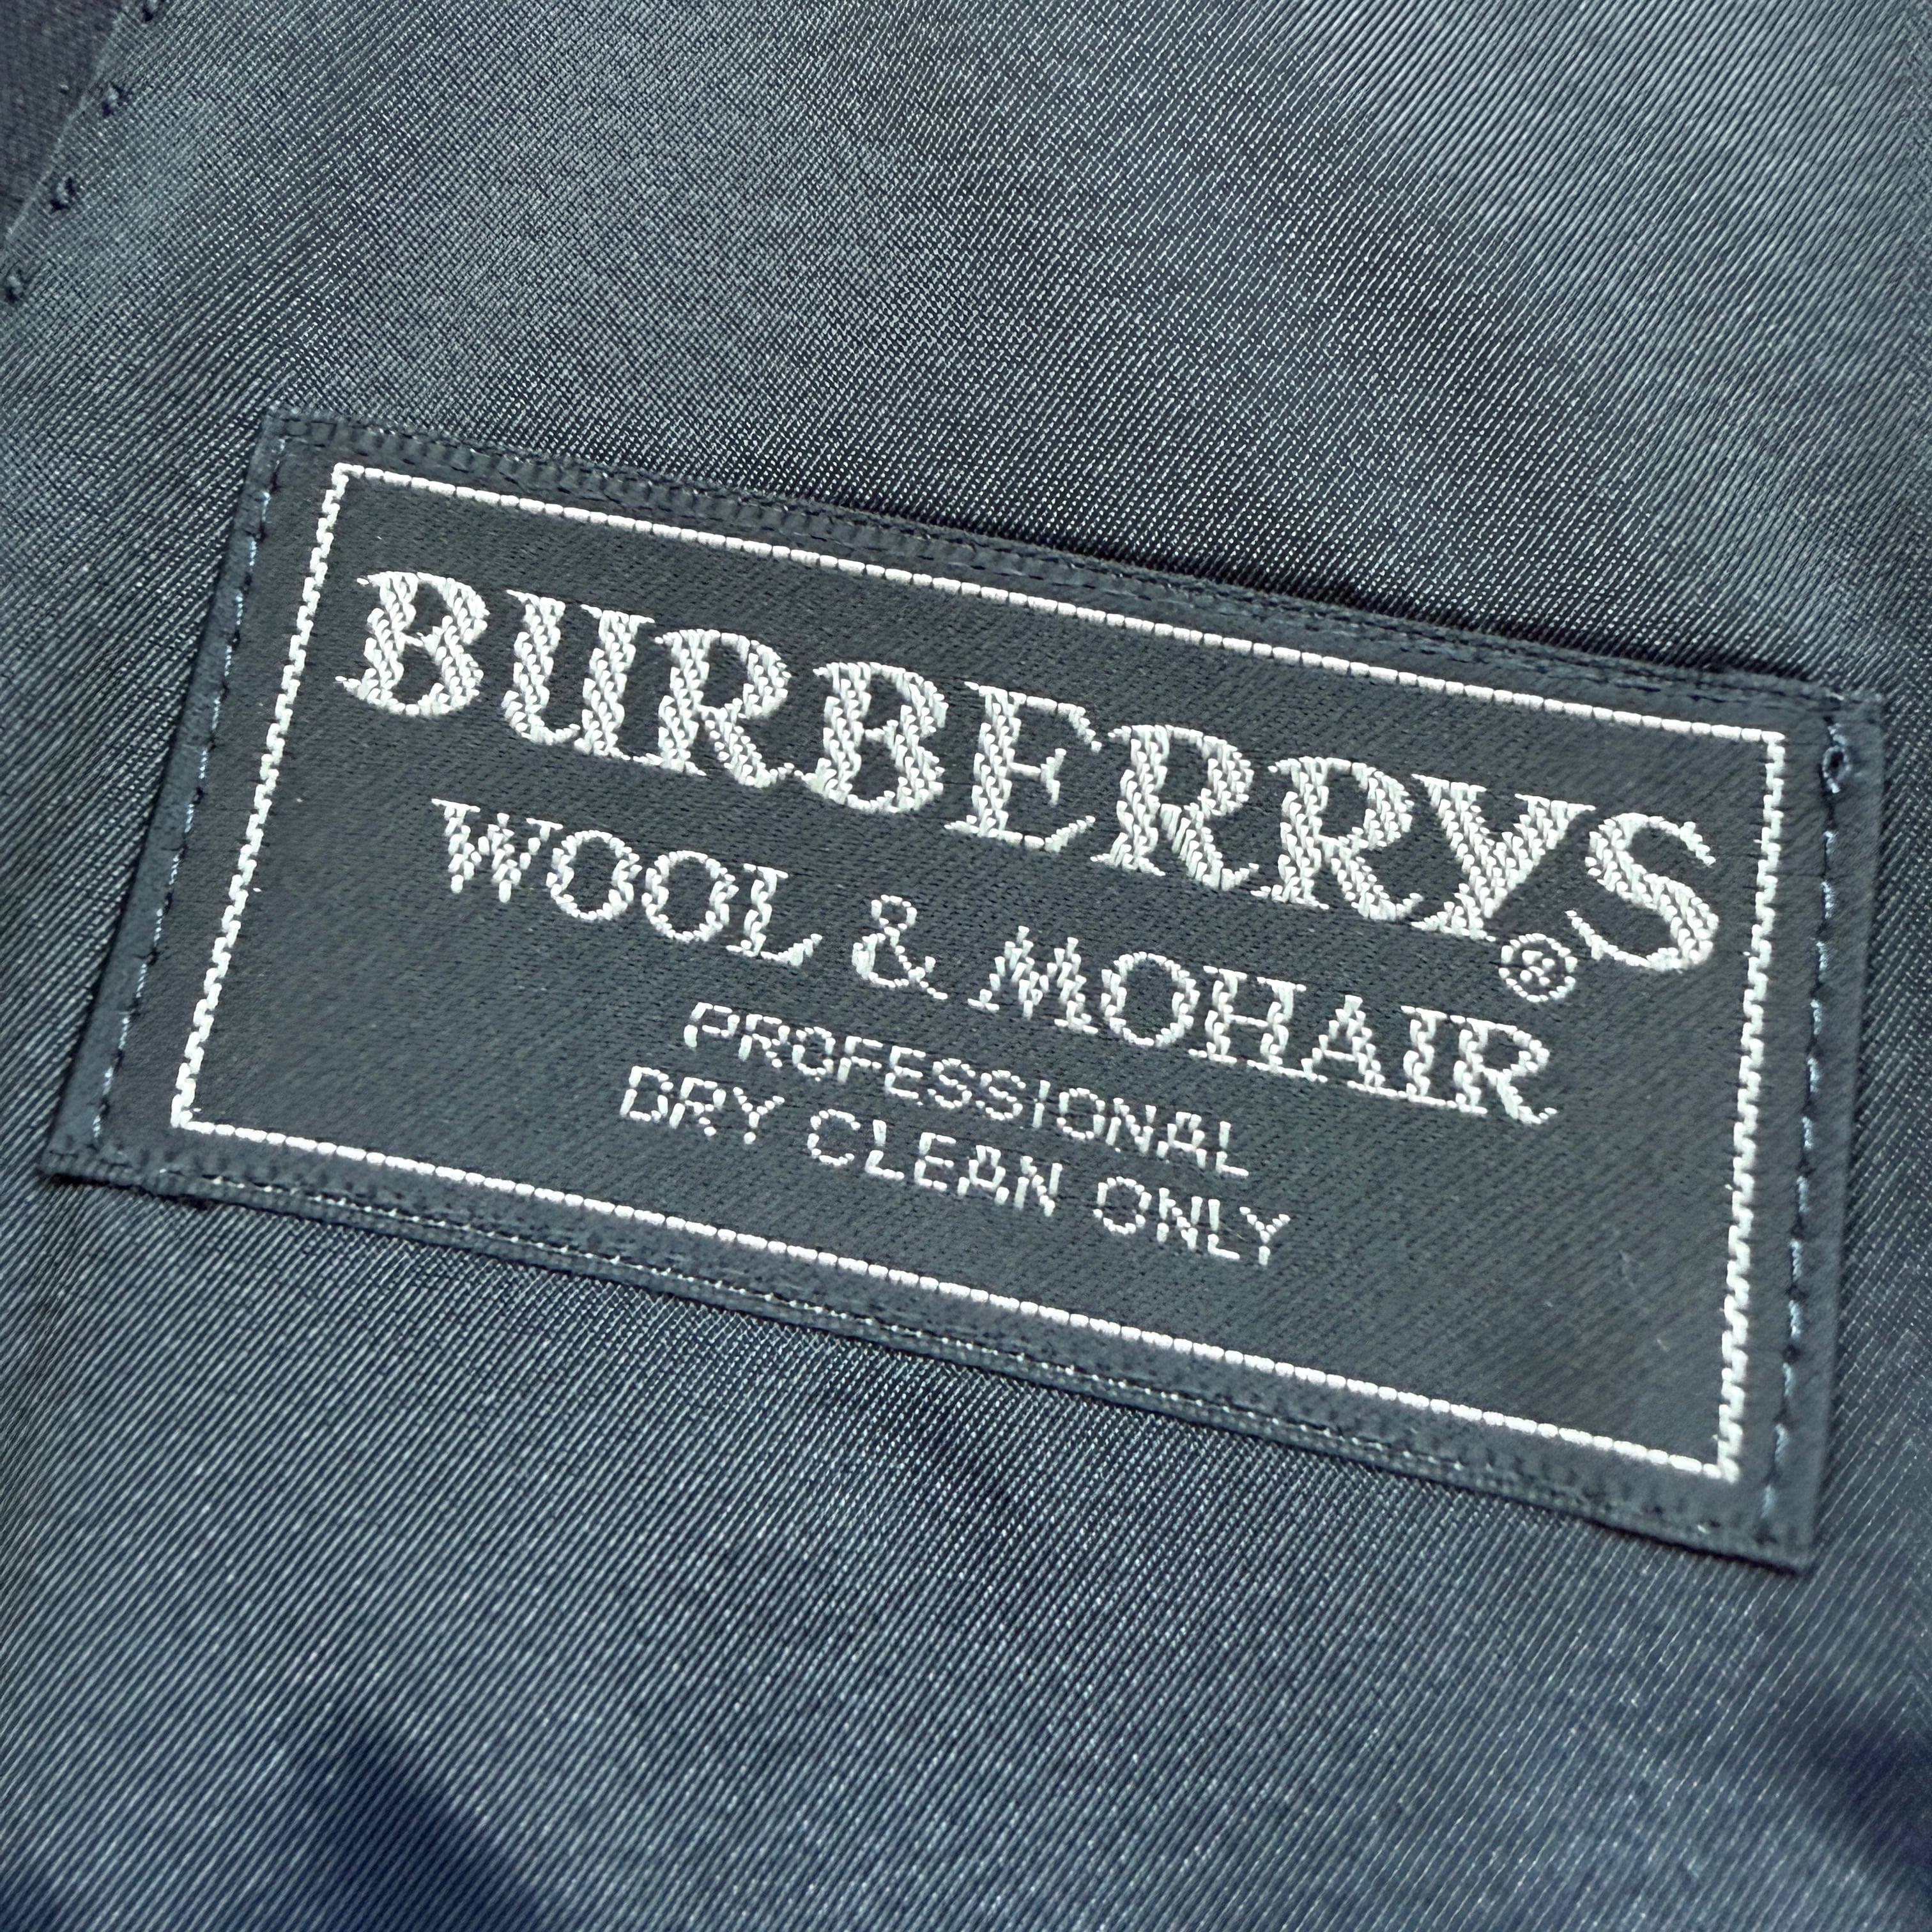 BURBERRYS®
WOOL & MOHAIR
PROFESSIONAL
DRY CLEAN ONLY